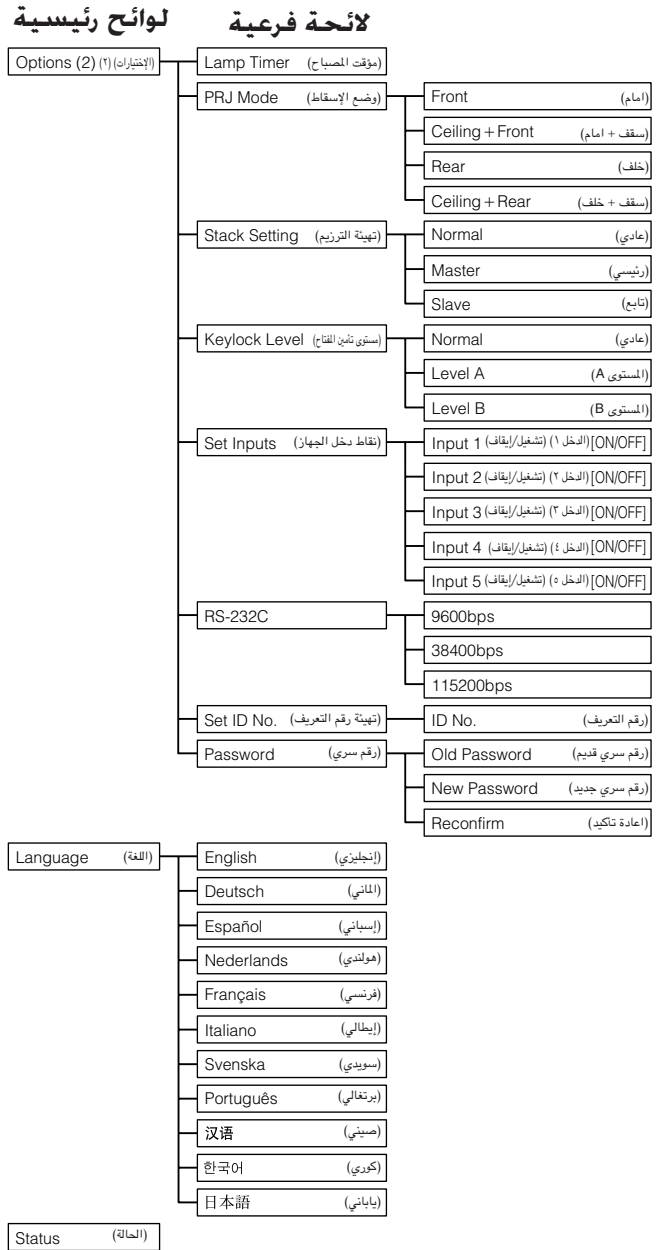 لوائح رئيسية
لائحة فرعية
Options (2) (الإختيارات) (٢)
Lamp Timer (مؤقت المصباح)
PRJ Mode (وضع الإسقاط)
Front (امام)
Ceiling + Front (سقف + امام)
Rear (خلف)
Ceiling + Rear (سقف + خلف)
Stack Setting (تهيئة الترزيم)
Normal (عادي)
Master (رئيسي)
Slave (تابع)
Keylock Level (مستوى تأمين المفتاح)
Normal (عادي)
Level A (المستوى A)
Level B (المستوى B)
Set Inputs (نقاط دخل الجهاز)
Input 1 (الدخل ١) (تشغيل/إيقاف) [ON/OFF]
Input 2 (الدخل ٢) (تشغيل/إيقاف) [ON/OFF]
Input 3 (الدخل ٣) (تشغيل/إيقاف) [ON/OFF]
Input 4 (الدخل ٤) (تشغيل/إيقاف) [ON/OFF]
Input 5 (الدخل ٥) (تشغيل/إيقاف) [ON/OFF]
RS-232C
9600bps
38400bps
115200bps
Set ID No. (تهيئة رقم التعريف)
ID No. (رقم التعريف)
Password (رقم سري)
Old Password (رقم سري قديم)
New Password (رقم سري جديد)
Reconfirm (اعادة تاكيد)
Language (اللغة)
English (إنجليزي)
Deutsch (الماني)
Español (إسباني)
Nederlands (هولندي)
Français (فرنسي)
Italiano (إيطالي)
Svenska (سويدي)
Português (برتغالي)
汉语 (صيني)
한국어 (كوري)
日本語 (ياباني)
Status (الحالة)